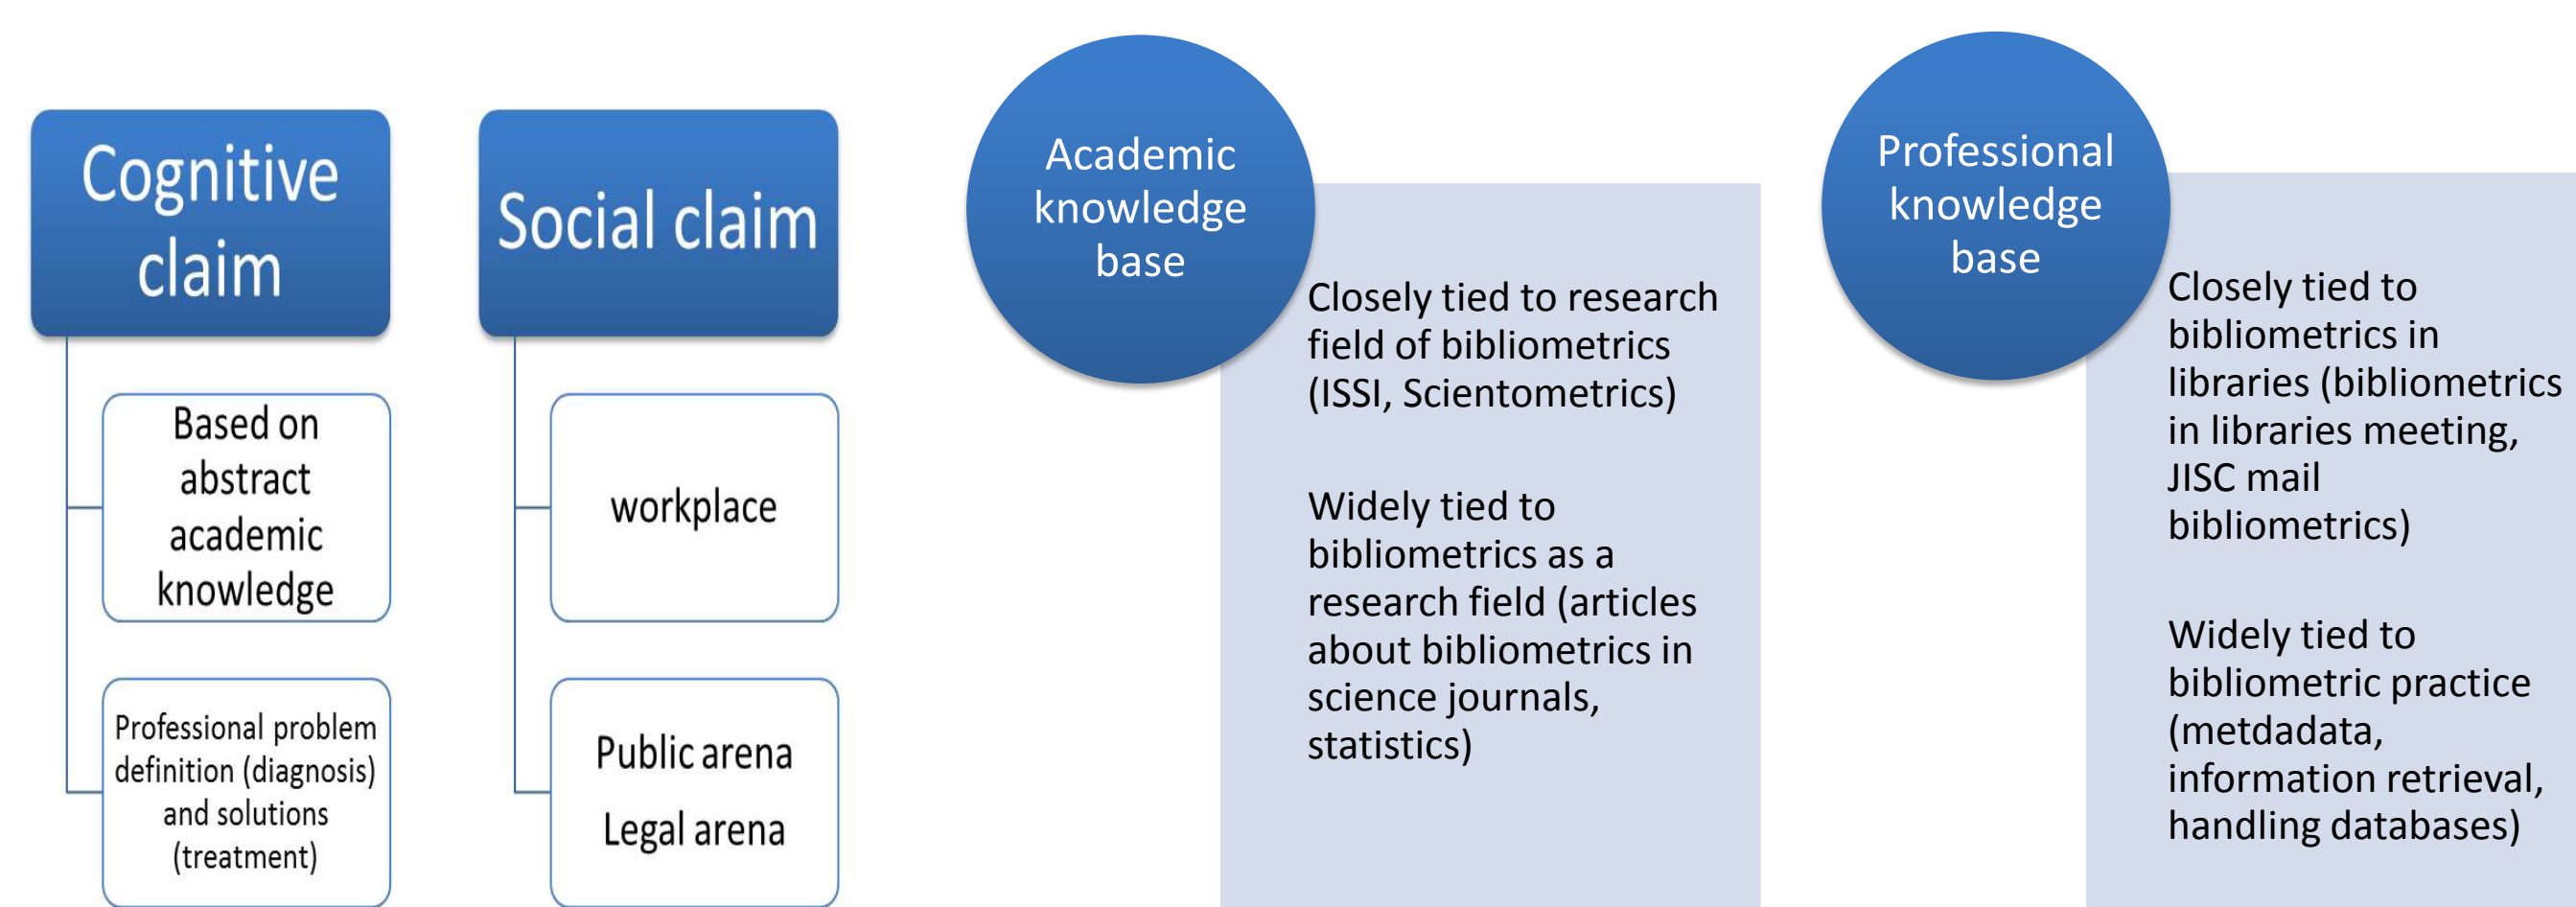 Cognitive
claim
Based on
abstract
academic
knowledge
Professional problem
definition (diagnosis)
and solutions
(treatment)
Social claim
workplace
Public arena
Legal arena
Academic
knowledge
base
Closely tied to research
field of bibliometrics
(ISSI, Scientometrics)
Widely tied to
bibliometrics as a
research field (articles
about bibliometrics in
science journals,
statistics)
Professional
knowledge
base
Closely tied to
bibliometrics in
libraries (bibliometrics
in libraries meeting,
JISC mail
bibliometrics)
Widely tied to
bibliometric practice
(metdadata,
information retrieval,
handling databases)